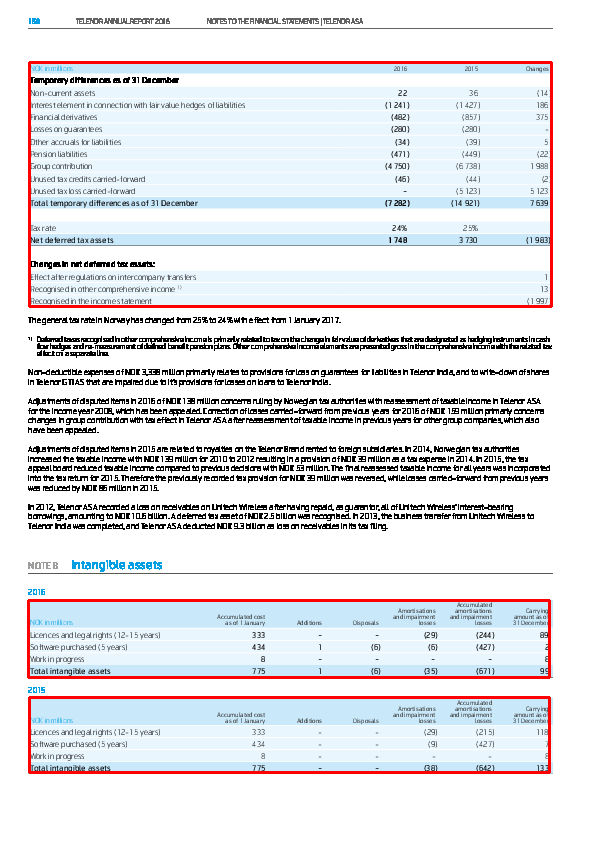 158 TELENOR ANNUAL REPORT 2016 NOTES TO THE FINANCIAL STATEMENTS | TELENOR ASA
NOK in millions 2016 2015 Changes
Temporary differences as of 31 December
Non-current assets 22 36 (14
Interest element in connection with fair value hedges of liabilities (1 241) (1 427) 186
Financial derivatives (482) (857) 375
Losses on guarantees (280) (280) –
Other accruals for liabilities (34) (39) 5
Pension liabilities (471) (449) (22
Group contribution (4 750) (6 738) 1 988
Unused tax credits carried-forward (46) (44) (2
Unused tax loss carried-forward – (5 123) 5 123
Total temporary differences as of 31 December (7 282) (14 921) 7 639
Tax rate 24% 25%
Net deferred tax assets 1 748 3 730 (1 983)
Changes in net deferred tax assets:
Effect after regulations on intercompany transfers 1
Recognised in other comprehensive income 1) 13
Recognised in the income statement (1 997
The general tax rate in Norway has changed from 25% to 24% with effect from 1 January 2017.
1) Deferred taxes recognised in other comprehensive income is primarily related to tax on the changes in fair value of derivatives that are designated as hedging instruments in cash
flow hedges and re-measurement of defined benefit pension plans. Other comprehensive income elements are presented gross in the comprehensive income with the related tax
effect on a separate line.
Non-deductible expenses of NOK 3,338 million primarily relates to provisions for loss on guarantees for liabilities in Telenor India, and to write-down of shares
in Telenor GTI AS that are impaired due to it's provisions for losses on loans to Telenor India.
Adjustments of disputed items in 2016 of NOK 138 million concerns ruling by Norwegian tax authorities with reassessment of taxable income in Telenor ASA
for the income year 2008, which has been appealed. Correction of losses carried-forward from previous years for 2016 of NOK 159 million primarily concerns
changes in group contribution with tax effect in Telenor ASA after reassessment of taxable income in previous years for other group companies, which also
have been appealed.
Adjustments of disputed items in 2015 are related to royalties on the Telenor Brand rented to foreign subsidiaries. In 2014, Norwegian tax authorities
increased the taxable income with NOK 139 million for 2010 to 2012 resulting in a provision of NOK 39 million as a tax expense in 2014. In 2015, the tax
appeal board reduced taxable income compared to previous decisions with NOK 53 million. The final reassessed taxable income for all years was incorporated
into the tax return for 2015. Therefore the previously recorded tax provision for NOK 39 million was reversed, while losses carried-forward from previous years
was reduced by NOK 86 million in 2015.
In 2012, Telenor ASA recorded a loss on receivables on Unitech Wireless after having repaid, as guarantor, all of Unitech Wireless' interest-bearing
borrowings, amounting to NOK 10.6 billion. A deferred tax asset of NOK 2.5 billion was recognised. In 2013, the business transfer from Unitech Wireless to
Telenor India was completed, and Telenor ASA deducted NOK 9.3 billion as loss on receivables in its tax filing.
NOTE 8 Intangible assets
2016
NOK in millions Accumulated cost as of 1 January Additions Disposals Amortisations and impairment losses Accumulated amortisations and impairment losses Carrying amount as of 31 December
Licences and legal rights (12–15 years) 333 – – (29) (244) 89
Software purchased (5 years) 434 1 (6) (6) (427) 2
Work in progress 8 – – – – 8
Total intangible assets 775 1 (6) (35) (671) 99
2015
NOK in millions Accumulated cost as of 1 January Additions Disposals Amortisations and impairment losses Accumulated amortisations and impairment losses Carrying amount as of 31 December
Licences and legal rights (12–15 years) 333 – – (29) (215) 118
Software purchased (5 years) 434 – – (9) (427) 7
Work in progress 8 – – – – 8
Total intangible assets 775 – – (38) (642) 133